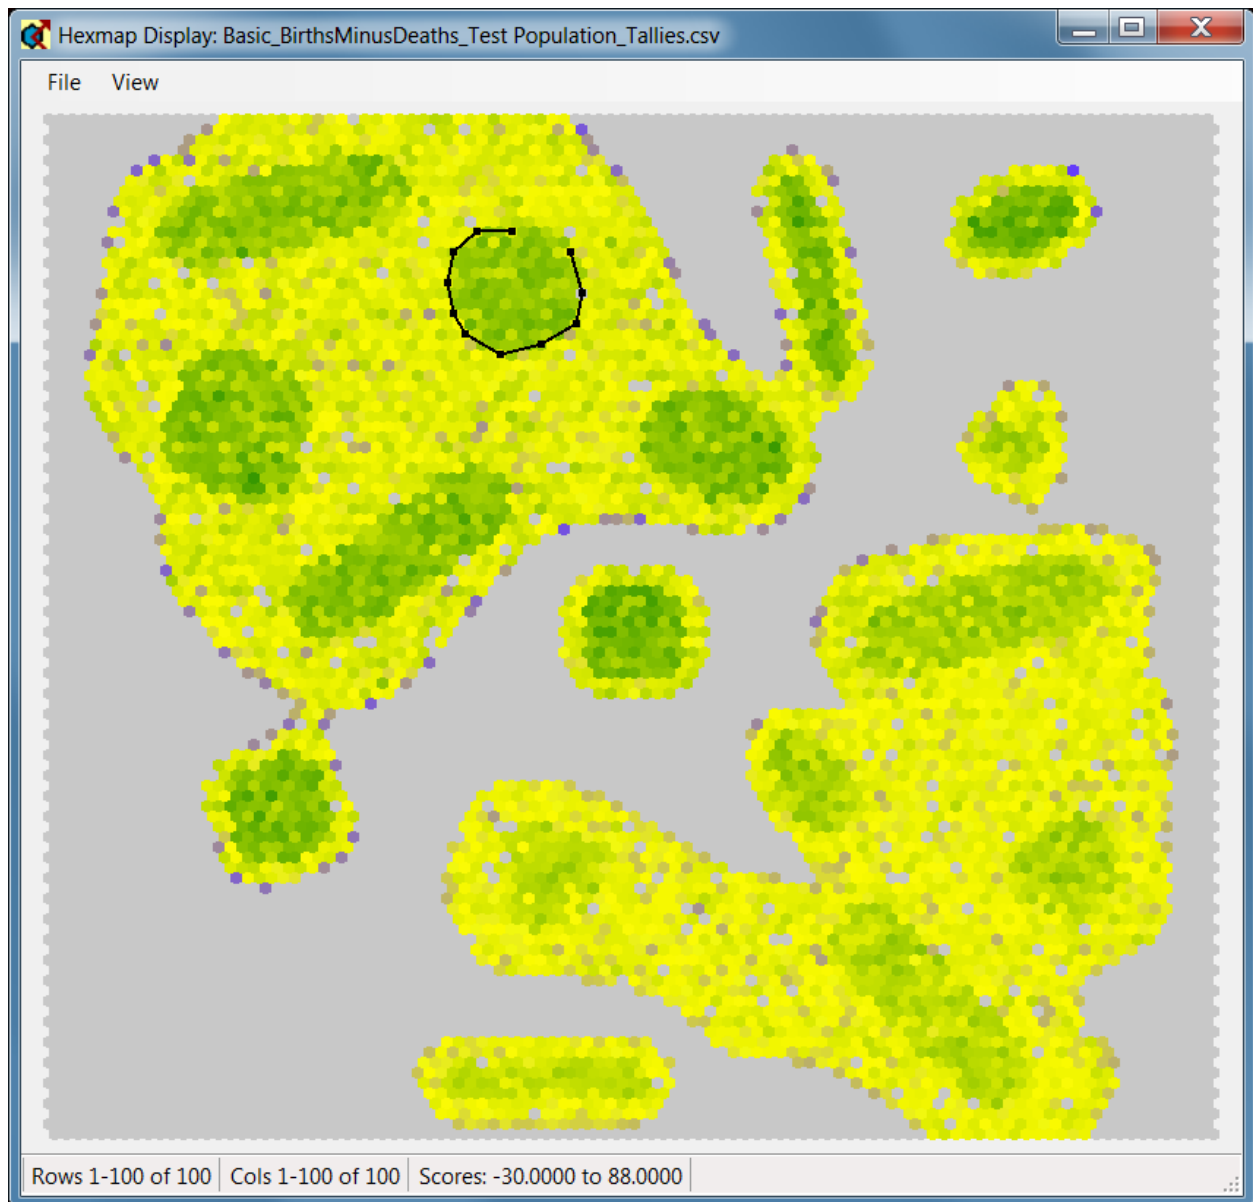 Hexmap Display: Basic_BirthsMinusDeaths_Test Population_Tallies.csv
File View
Rows 1-100 of 100 Cols 1-100 of 100 Scores: -30.0000 to 88.0000